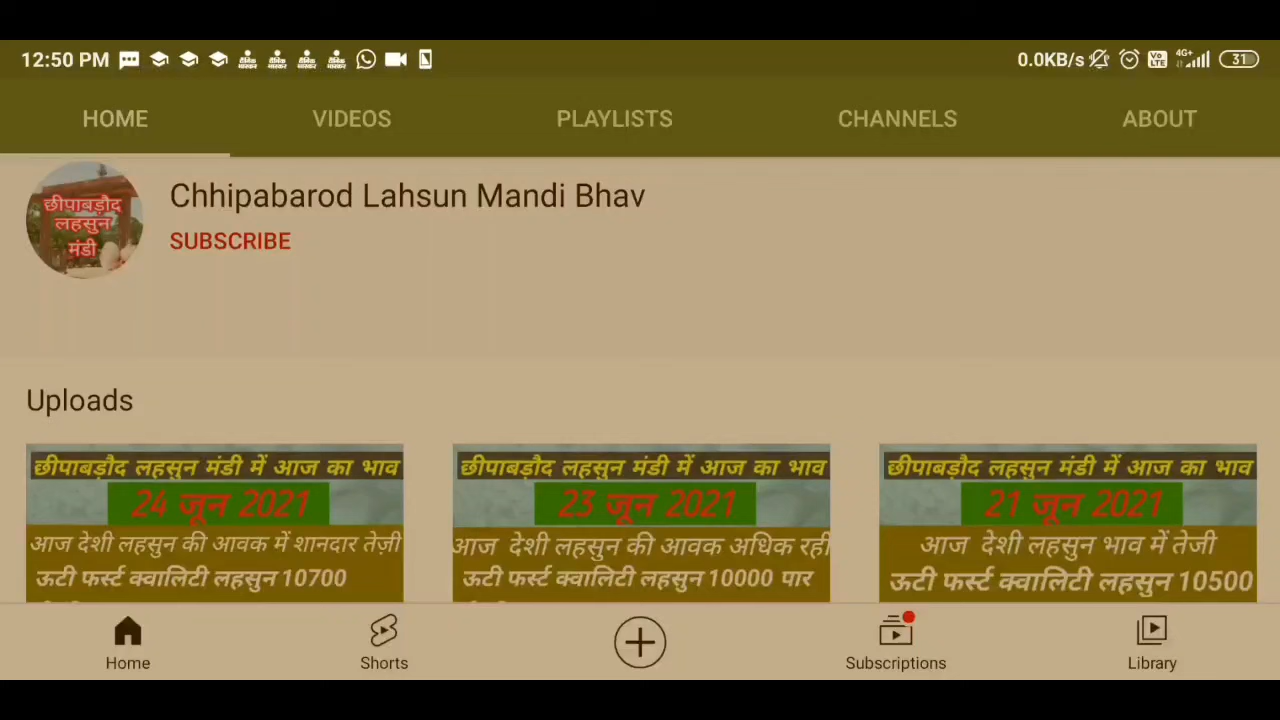 12:50 PM
0.0KB/s 4G+ Vo LTE 31
HOME VIDEOS PLAYLISTS CHANNELS ABOUT
छीपाबड़ौद
लहसुन
मंडी
Chhipabarod Lahsun Mandi Bhav
SUBSCRIBE
Uploads
छीपाबड़ौद लहसुन मंडी में आज का भाव
24 जून 2021
आज देशी लहसुन की आवक में शानदार तेज़ी
ऊटी फर्स्ट क्वालिटी लहसुन 10700
छीपाबड़ौद लहसुन मंडी में आज का भाव
23 जून 2021
आज देशी लहसुन की आवक अधिक रही
ऊटी फर्स्ट क्वालिटी लहसुन 10000 पार
छीपाबड़ौद लहसुन मंडी में आज का भाव
21 जून 2021
आज देशी लहसुन भाव में तेजी
ऊटी फर्स्ट क्वालिटी लहसुन 10500
Home Shorts Subscriptions Library